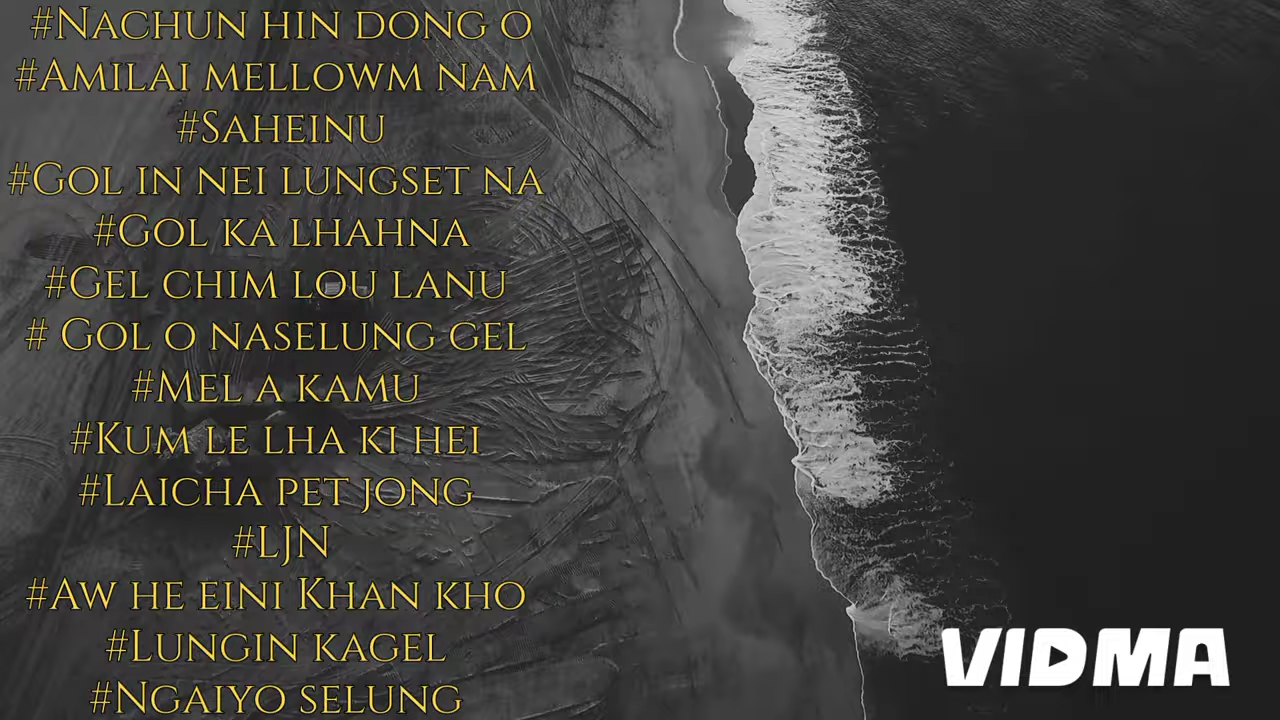 #Nachun hin dong o
#Amilai mellowm nam
#Saheinu
#Gol in nei lungset na
#Gol ka lhahna
#Gel chim lou lanu
# Gol o naselung gel
#Mel a kamu
#Kum le lha ki hei
#Laicha pet jong
#LJN
#Aw he eini Khan kho
#Lungin kagel
#Ngaiyo selung
VIDMA